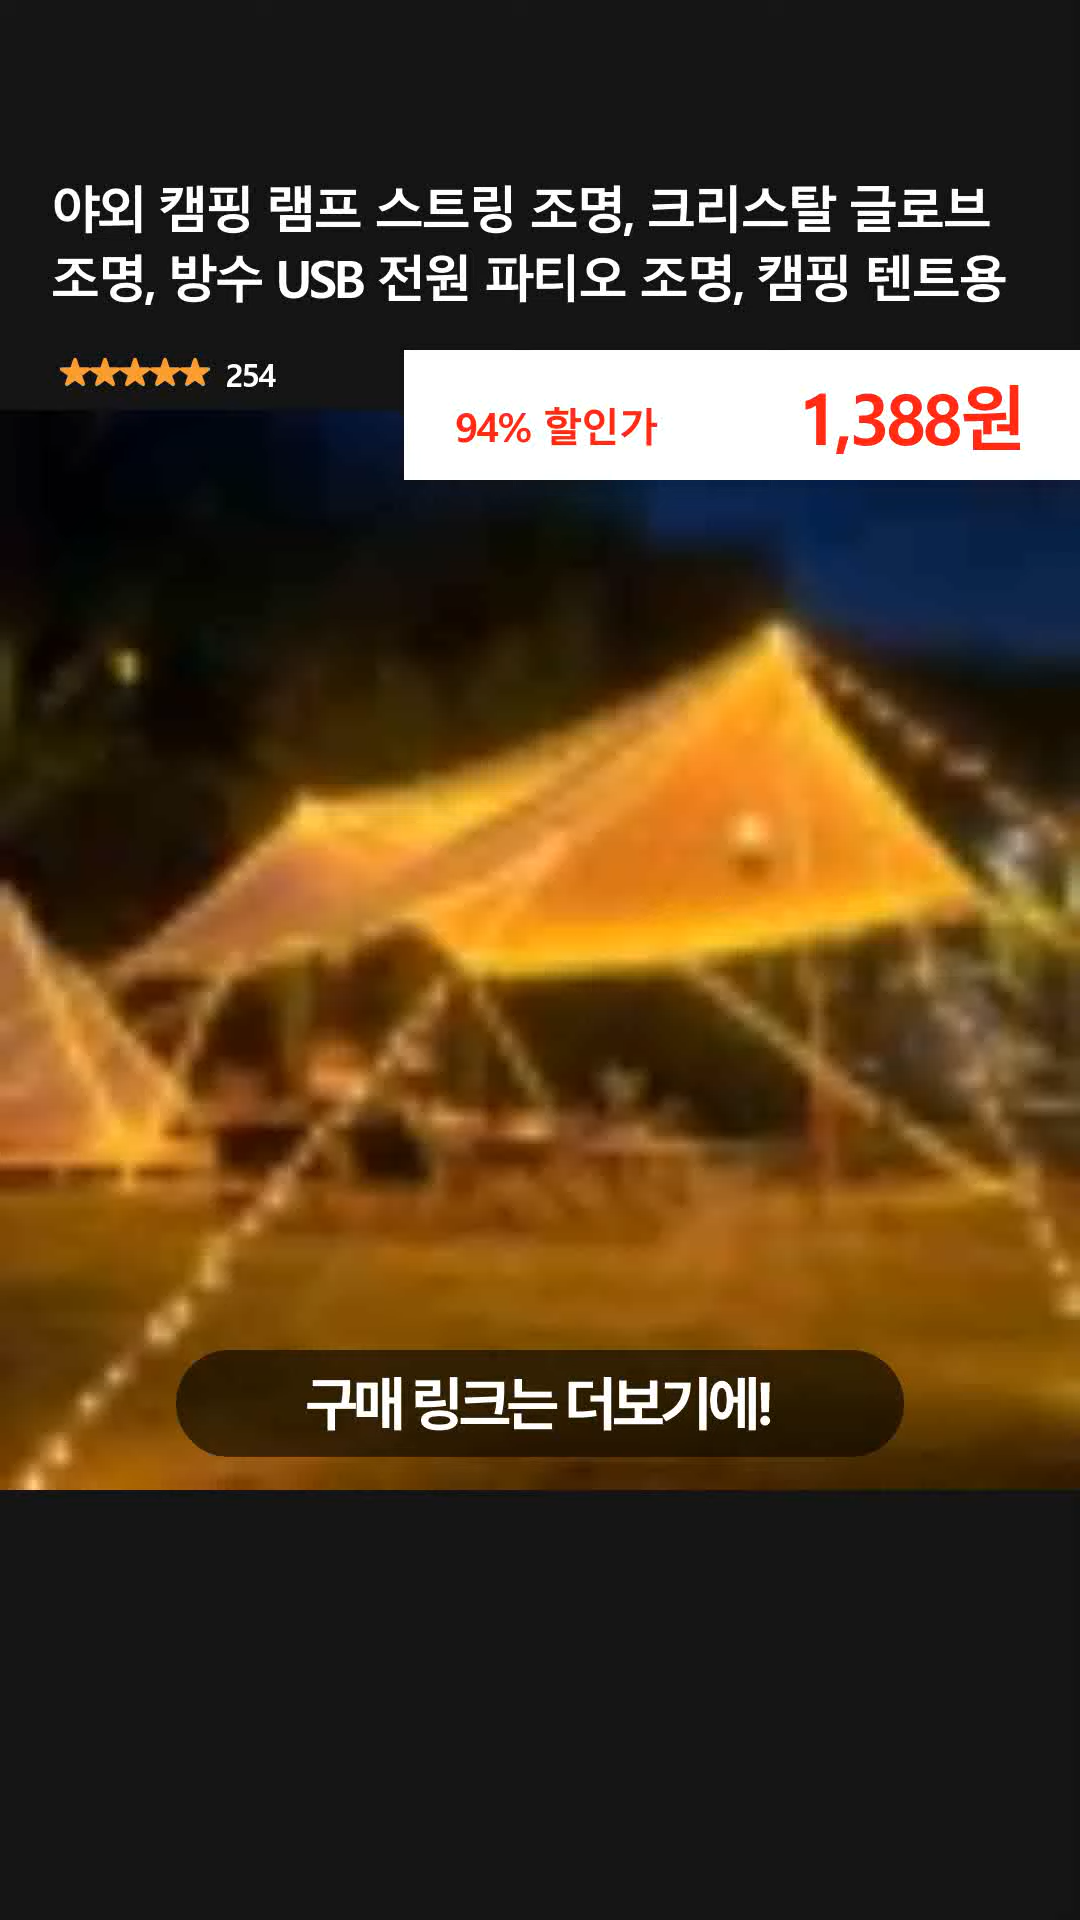 야외 캠핑 램프 스트링 조명, 크리스탈 글로브
조명, 방수 USB 전원 파티오 조명, 캠핑 텐트용
254
94% 할인가
1,388원
구매 링크는 더보기에!